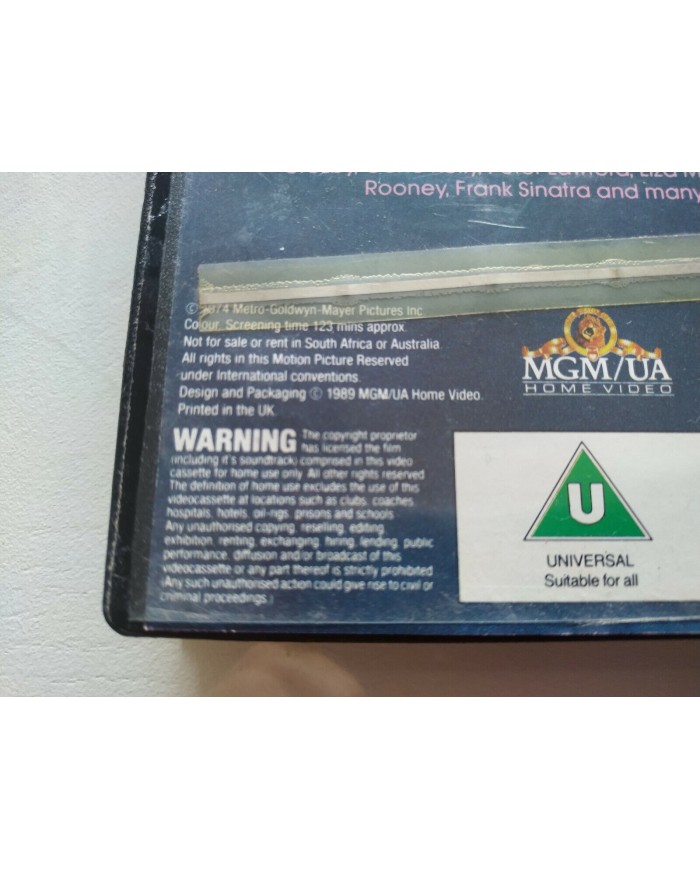 Lawford, Liza M
Rooney, Frank Sinatra and many
© 1974 Metro-Goldwyn-Mayer Pictures Inc
Colour. Screening time 123 mins approx.
Not for sale or rent in South Africa or Australia.
All rights in this Motion Picture Reserved
under International conventions.
Design and Packaging © 1989 MGM/UA Home Video.
Printed in the UK.
MGM/UA
HOME VIDEO
WARNING The copyright proprietor
has licensed the film
(including it's soundtrack) comprised in this video
cassette for home use only. All other rights reserved
The definition of home use excludes the use of this
videocassette at locations such as clubs, coaches,
hospitals, hotels, oil-rigs, prisons and schools.
Any unauthorised copying, reselling, editing,
exhibition, renting, exchanging, hiring, lending, public
performance, diffusion and/or broadcast of this
videocassette or any part thereof is strictly prohibited
(Any such unauthorised action could give rise to civil or
criminal proceedings.)
U
UNIVERSAL
Suitable for all